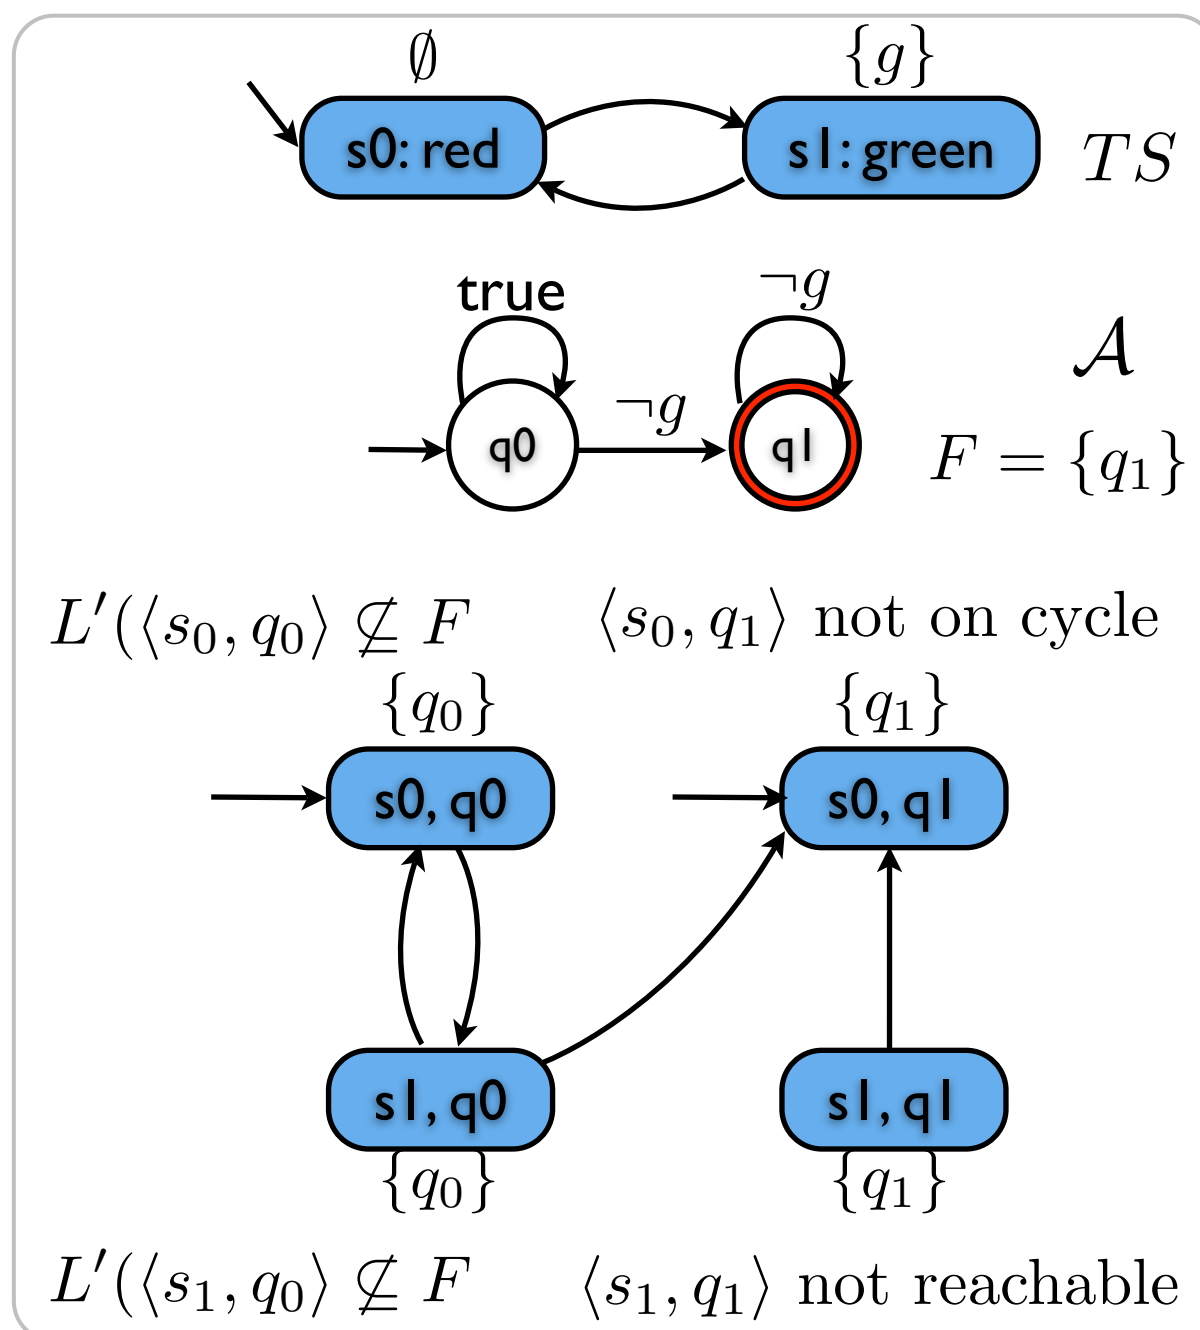 ∅ {g}
s0: red s1: green TS
true ¬g
𝒜
¬g
q0 q1 F = {q₁}
L′(⟨s₀, q₀⟩ ⊈ F ⟨s₀, q₁⟩ not on cycle
{q₀} {q₁}
s0, q0 s0, q1
s1, q0 s1, q1
{q₀} {q₁}
L′(⟨s₁, q₀⟩ ⊈ F ⟨s₁, q₁⟩ not reachable